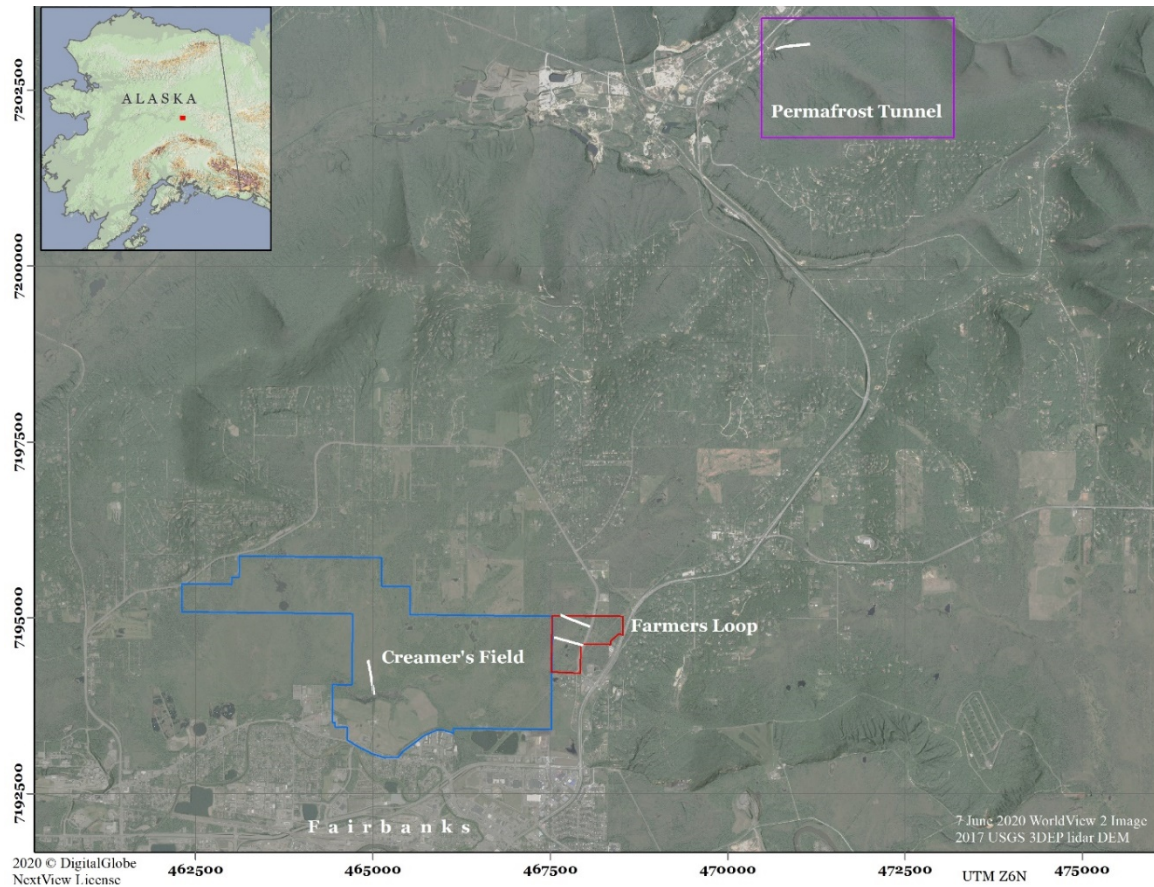 ALASKA
Permafrost Tunnel
Farmers Loop
Creamer's Field
Fairbanks
7202500
7200000
7197500
7195000
7192500
7 June 2020 WorldView 2 Image
2017 USGS 3DEP lidar DEM
2020 © DigitalGlobe
NextView License
462500
465000
467500
470000
472500
475000
UTM Z6N